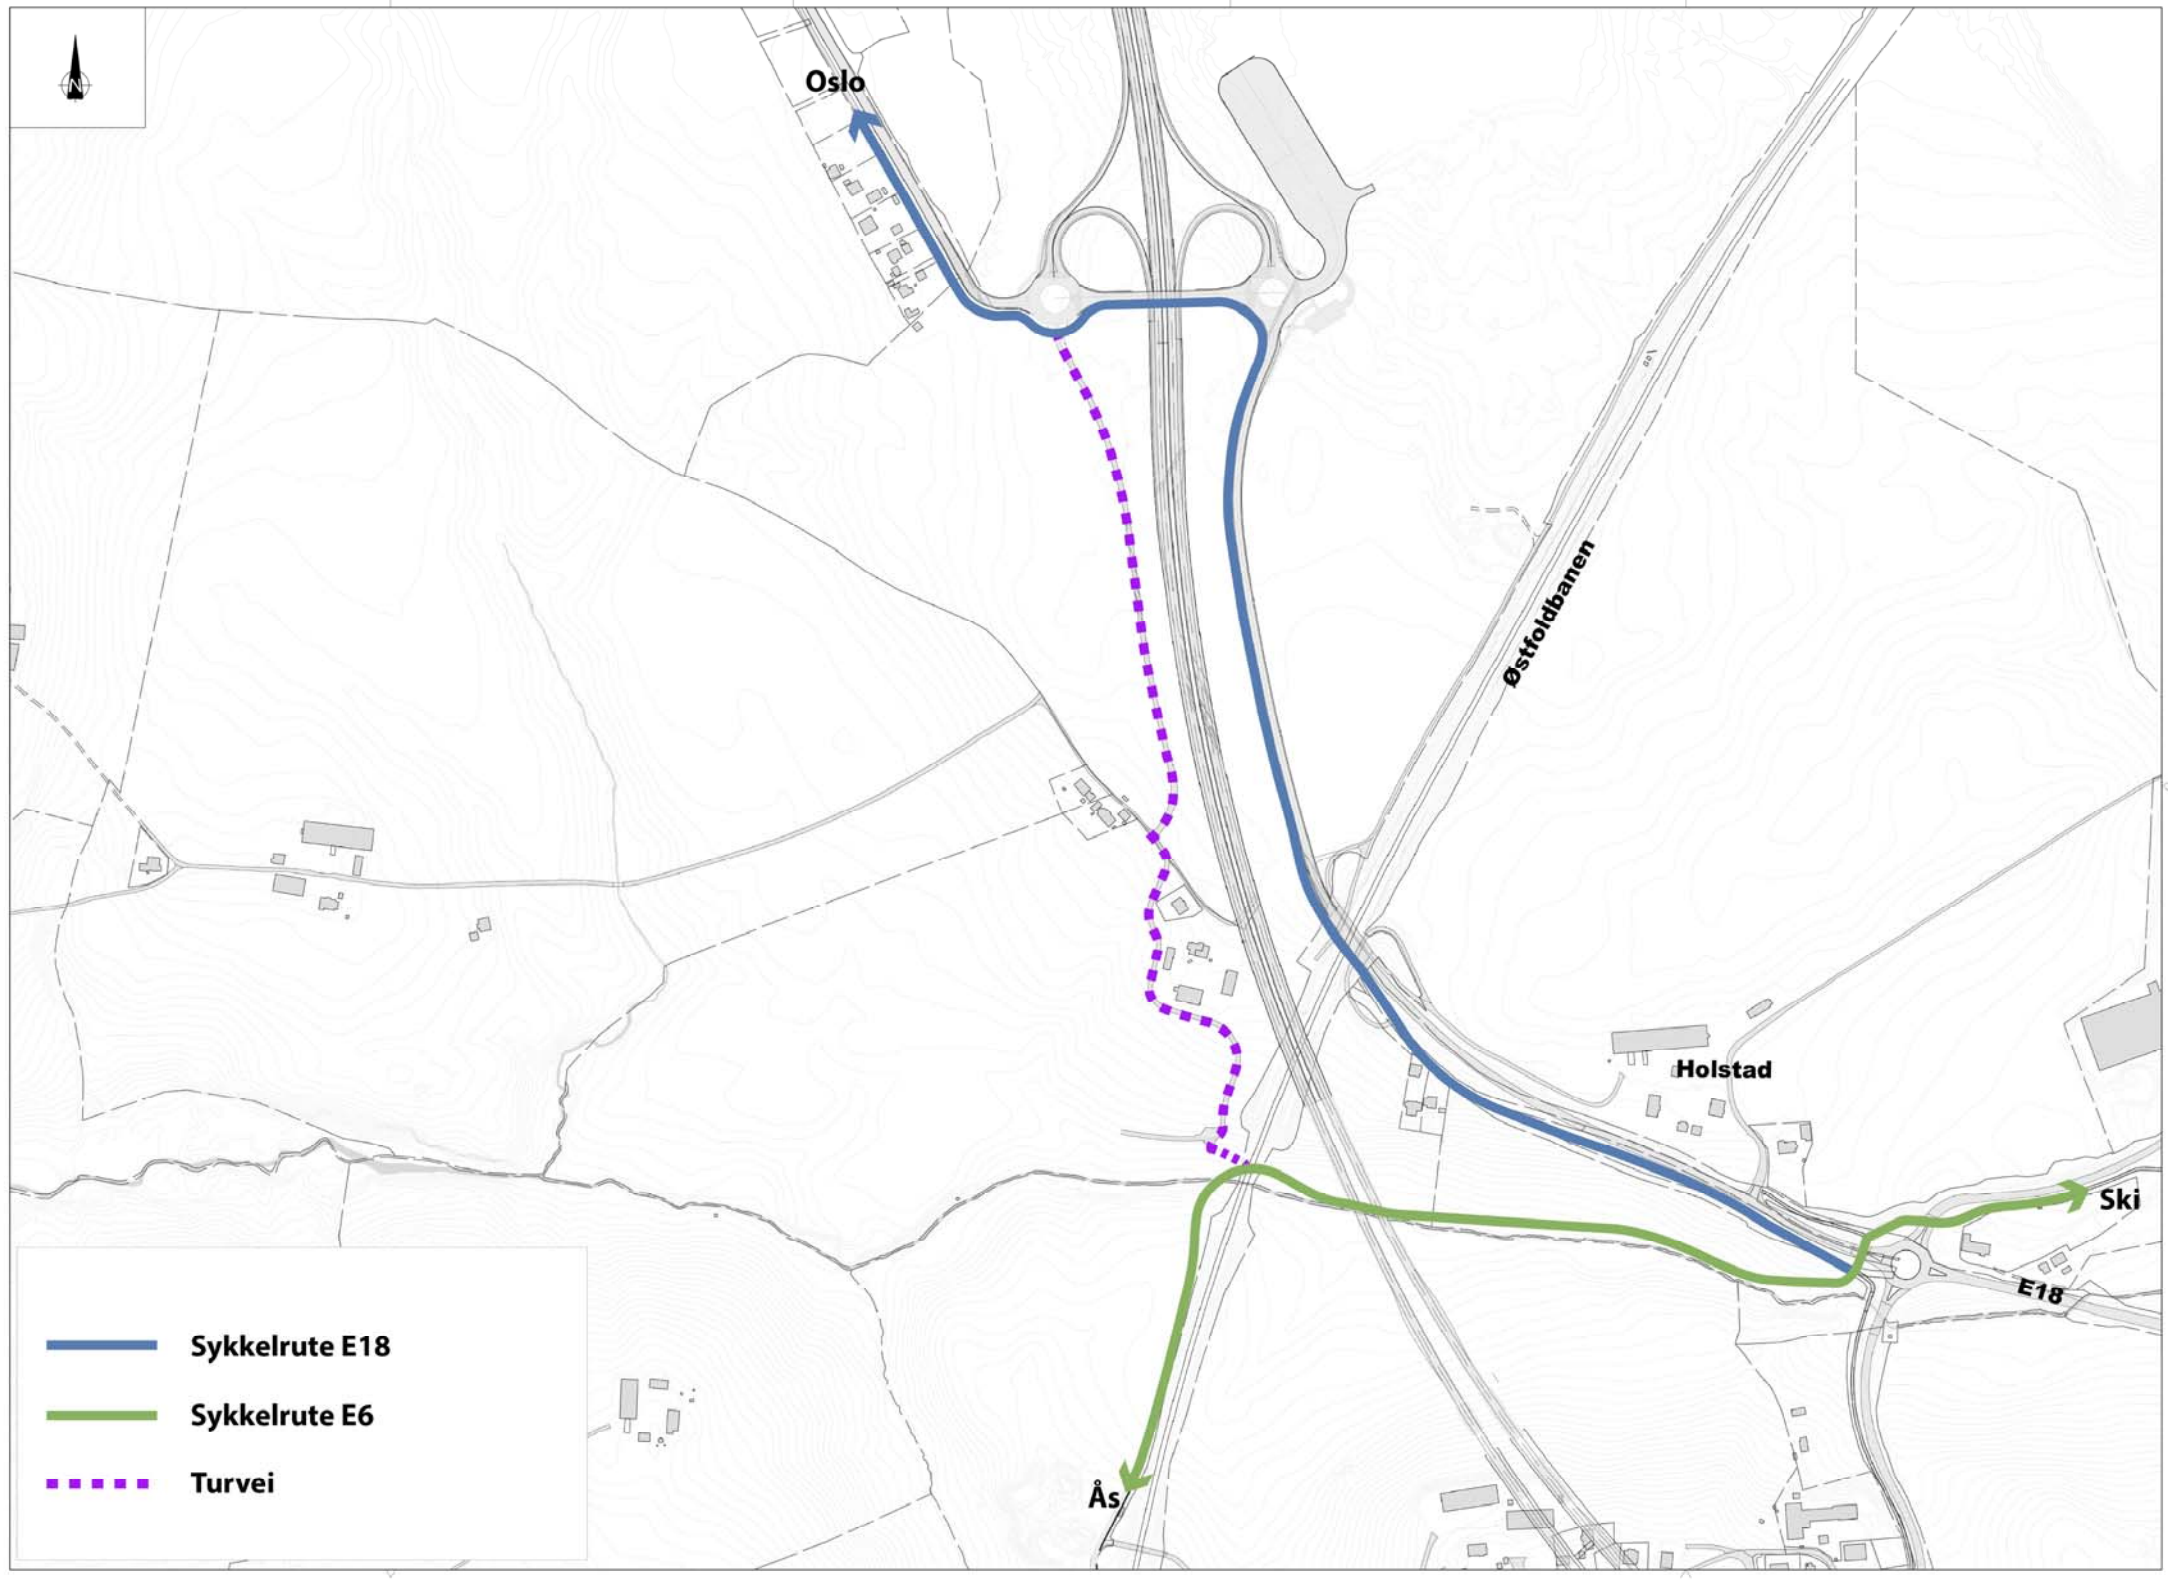 N
Oslo
Østfoldbanen
Holstad
Ski
E18
Sykkelrute E18
Sykkelrute E6
Turvei
Ås